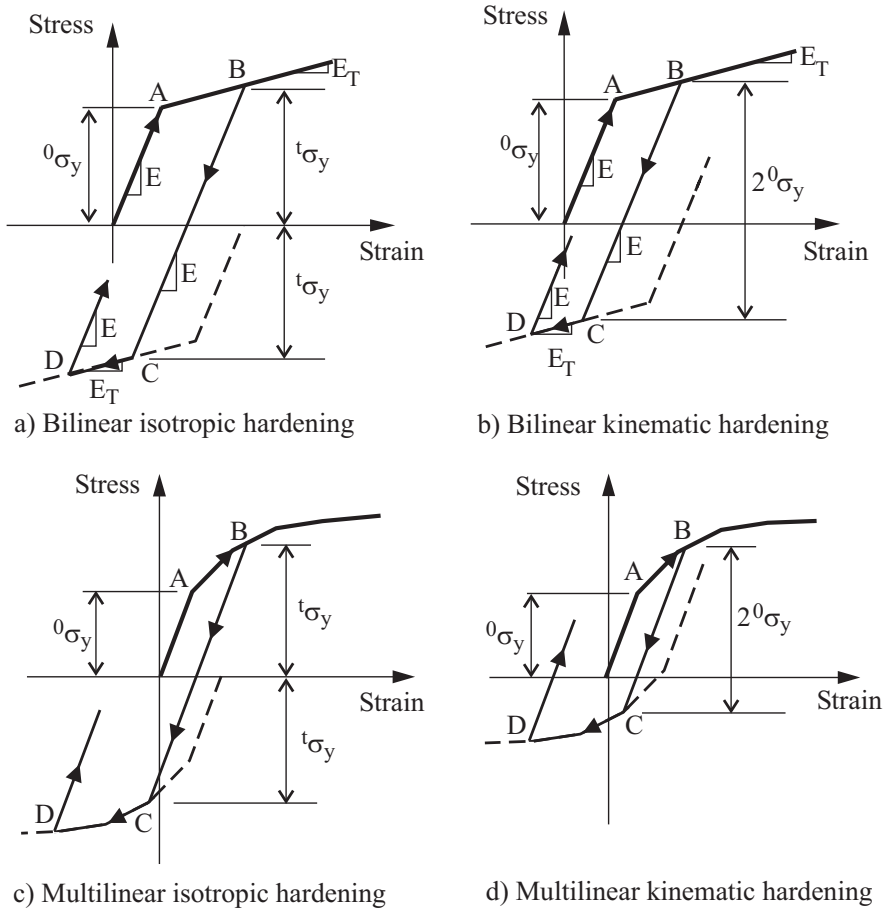 Stress
A
B
E_T
⁰σ_y
E
ᵗσ_y
Strain
E
ᵗσ_y
E
D
C
E_T
a) Bilinear isotropic hardening
Stress
A
B
E_T
⁰σ_y
E
2⁰σ_y
Strain
E
E
D
C
E_T
b) Bilinear kinematic hardening
Stress
B
A
⁰σ_y
ᵗσ_y
Strain
ᵗσ_y
D
C
c) Multilinear isotropic hardening
Stress
B
A
⁰σ_y
2⁰σ_y
Strain
D
C
d) Multilinear kinematic hardening